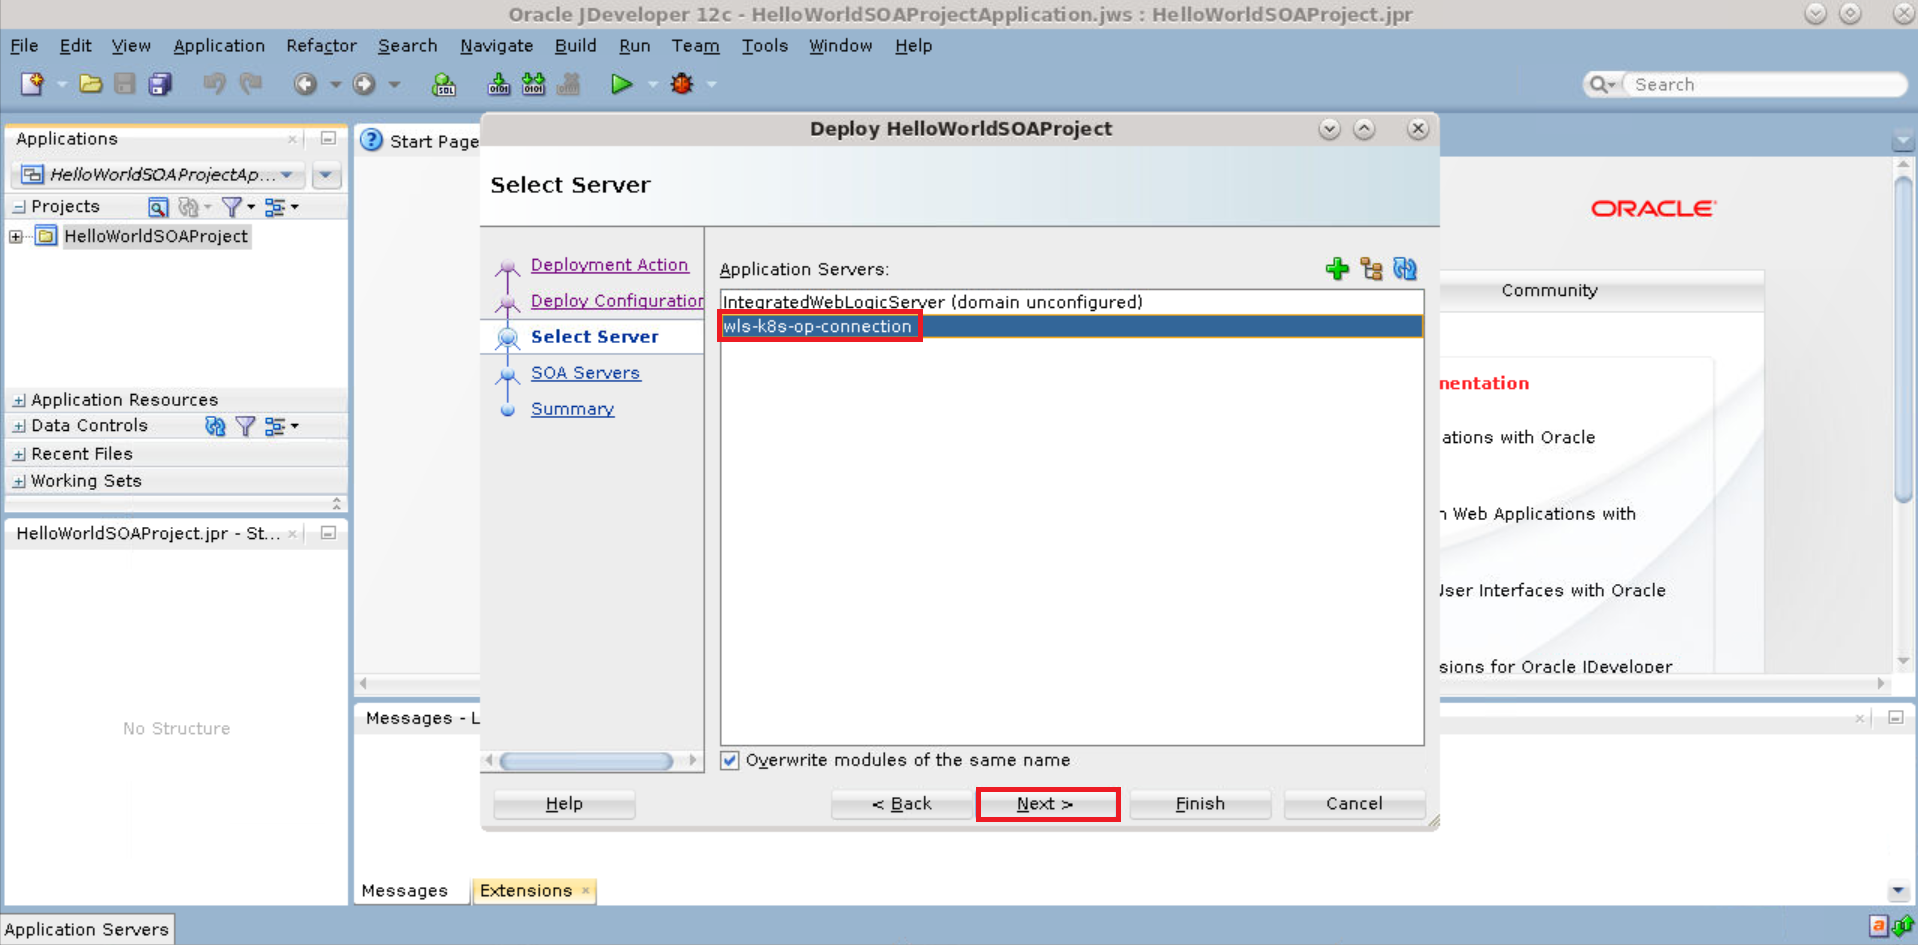 Oracle JDeveloper 12c - HelloWorldSOAProjectApplication.jws : HelloWorldSOAProject.jpr
File Edit View Application Refactor Search Navigate Build Run Team Tools Window Help
Search
Applications
HelloWorldSOAProjectAp...
Projects
HelloWorldSOAProject
Application Resources
Data Controls
Recent Files
Working Sets
HelloWorldSOAProject.jpr - St...
No Structure
Start Page
Deploy HelloWorldSOAProject
Select Server
Deployment Action
Deploy Configuration
Select Server
SOA Servers
Summary
Application Servers:
IntegratedWebLogicServer (domain unconfigured)
wls-k8s-op-connection
Overwrite modules of the same name
Help
< Back
Next >
Finish
Cancel
ORACLE
Community
mentation
ations with Oracle
n Web Applications with
User Interfaces with Oracle
sions for Oracle JDeveloper
Messages - L
Messages
Extensions
Application Servers